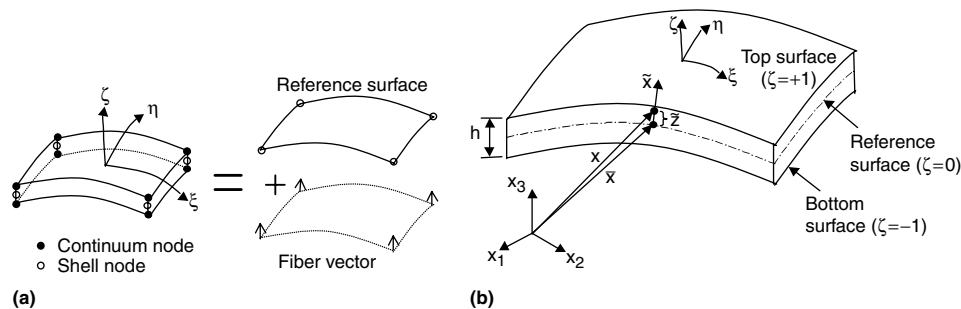 ζ
η
ξ
Continuum node
Shell node
(a)
=
+
Reference surface
Fiber vector
ζ
η
ξ
Top surface
(ζ=+1)
x̃
} z̃
h
x
x̄
x₃
x₁
x₂
Reference
surface (ζ=0)
Bottom
surface (ζ=−1)
(b)